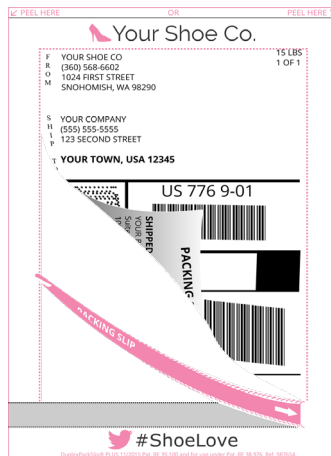 PEEL HERE OR PEEL HERE
Your Shoe Co.
FROM
YOUR SHOE CO
(360) 568-6602
1024 FIRST STREET
SNOHOMISH, WA 98290
15 LBS
1 OF 1
SHIP
YOUR COMPANY
(555) 555-5555
123 SECOND STREET
YOUR TOWN, USA 12345
US 776 9-01
SHIPPED
YOUR
PACKING
PACKING SLIP
#ShoeLove